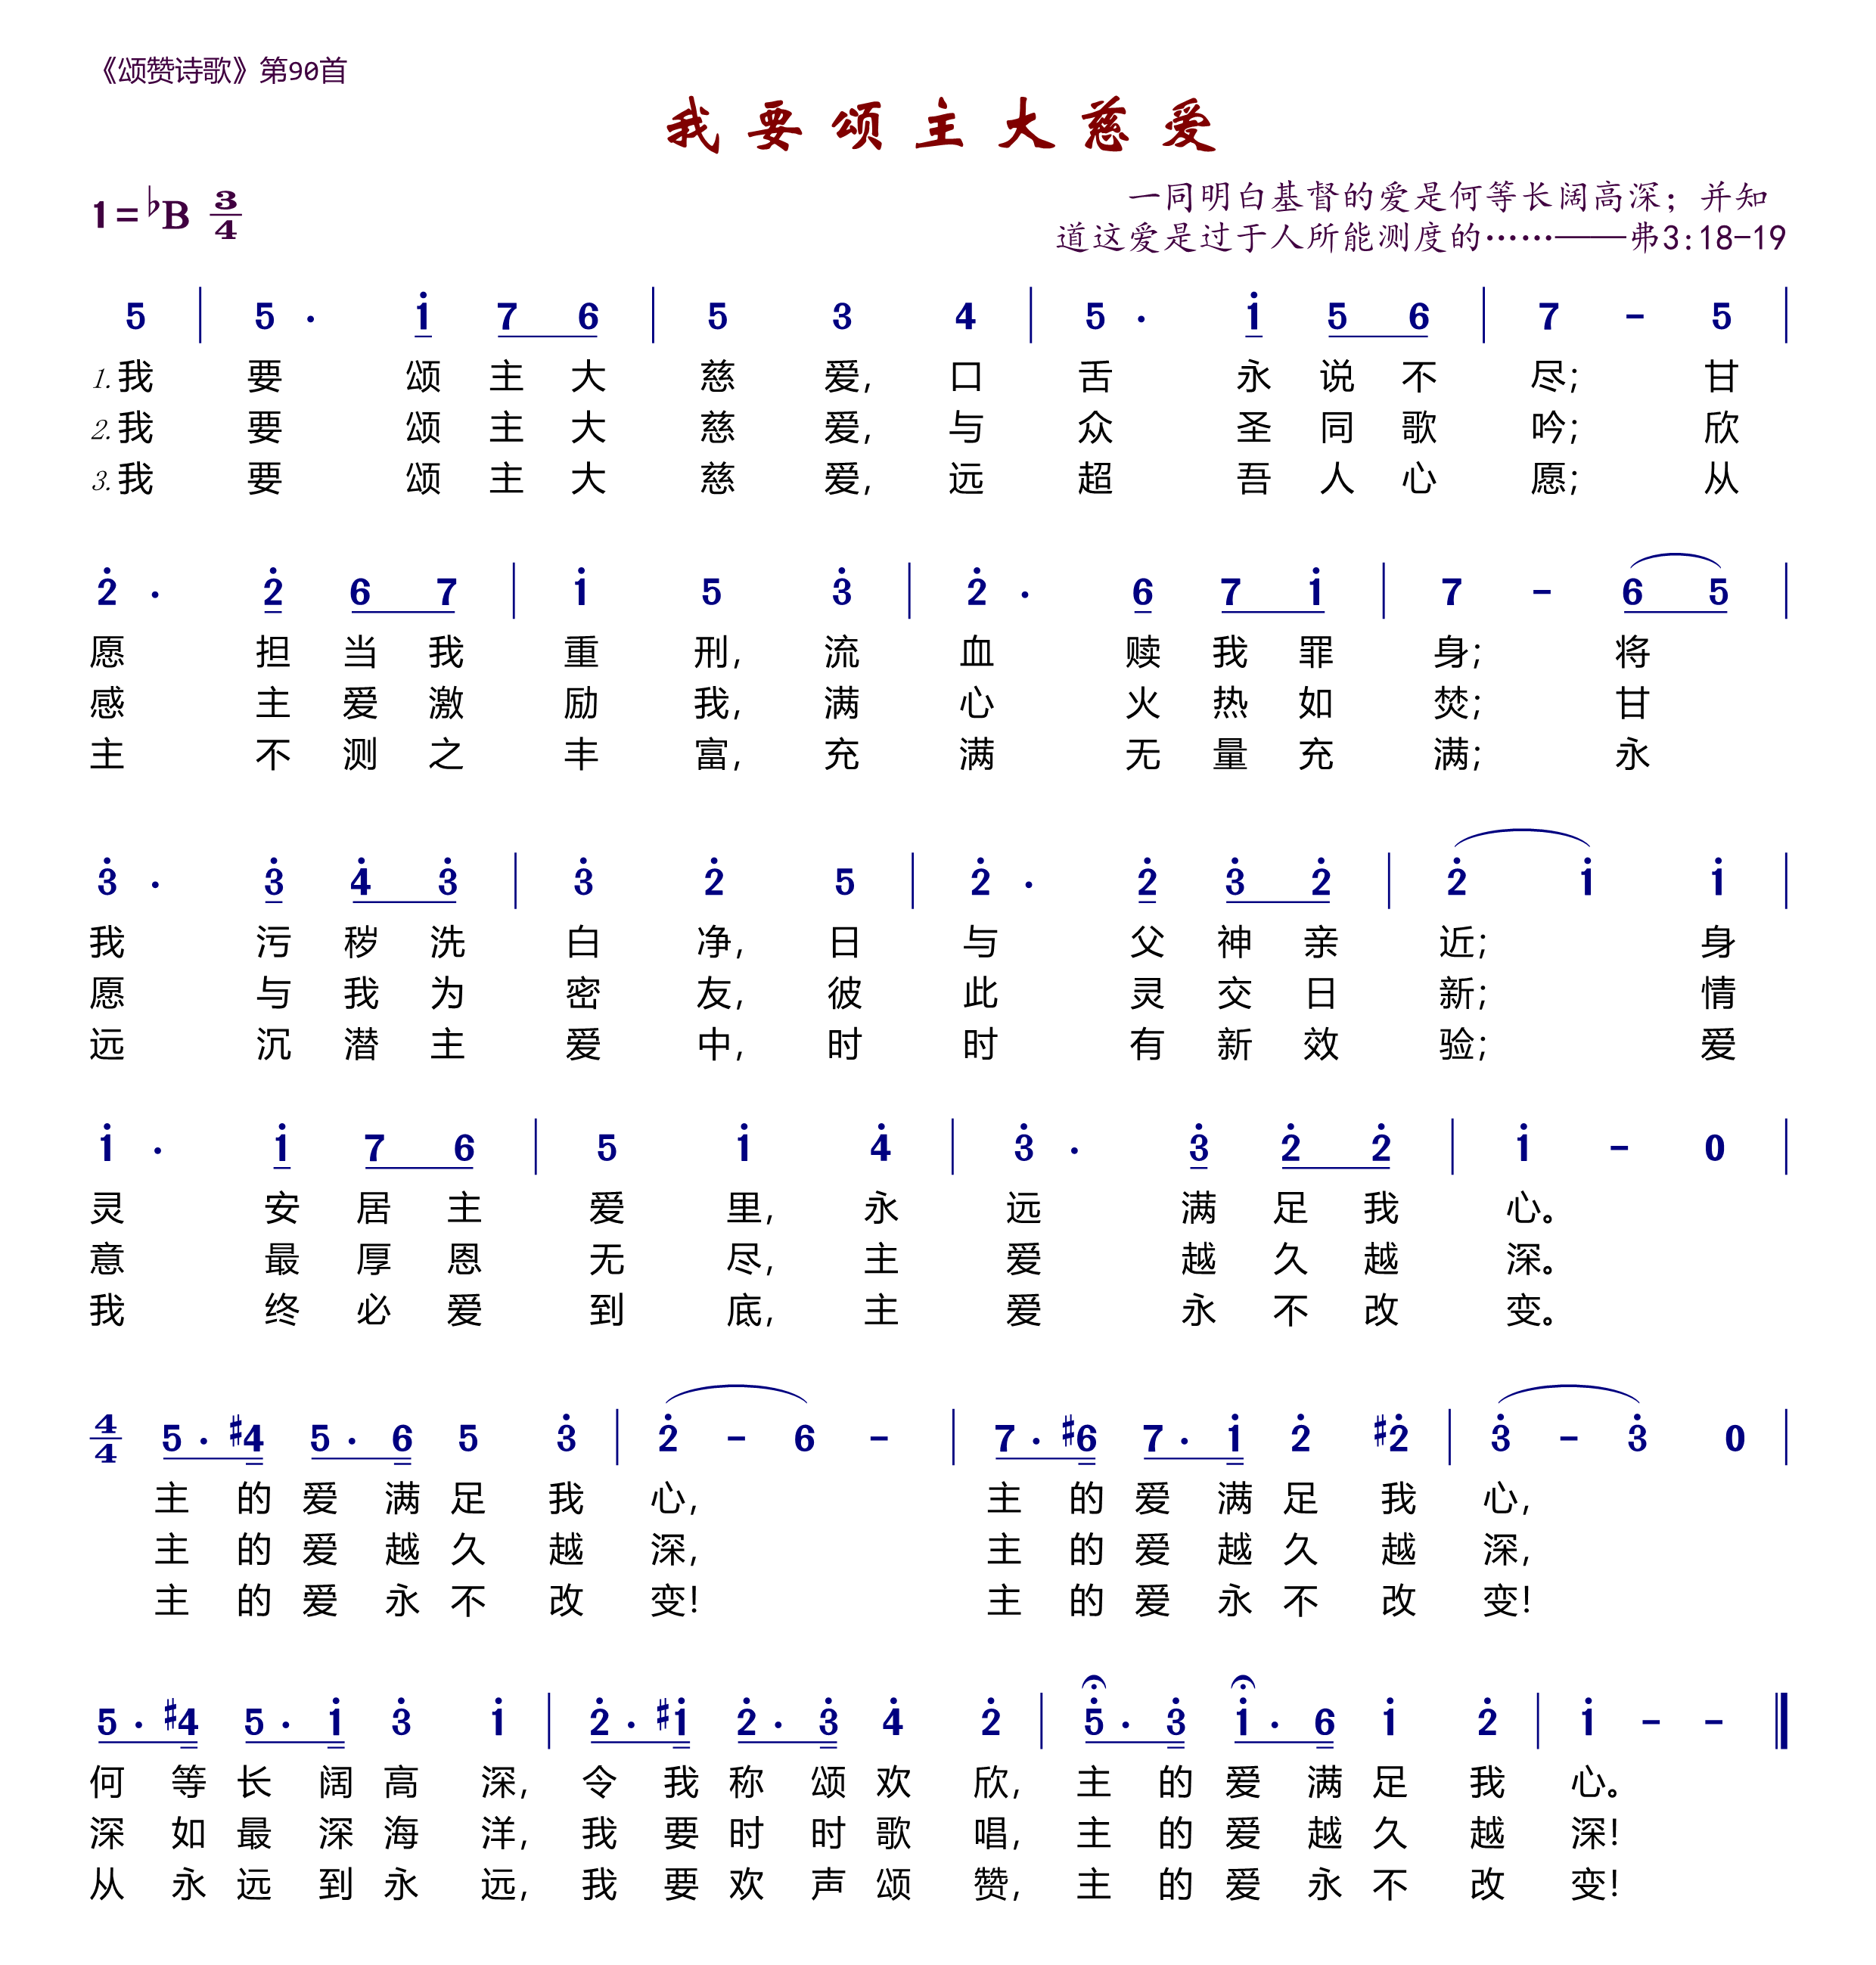 《颂赞诗歌》第90首
我要颂主大慈爱
1=♭B 3/4
一同明白基督的爱是何等长阔高深；并知
道这爱是过于人所能测度的……——弗3:18-19
5 | 5 · i̇ 7 6 | 5 3 4 | 5 · i̇ 5 6 | 7 - 5 |
1.我 要 颂 主 大 慈 爱, 口 舌 永 说 不 尽; 甘
2.我 要 颂 主 大 慈 爱, 与 众 圣 同 歌 吟; 欣
3.我 要 颂 主 大 慈 爱, 远 超 吾 人 心 愿; 从
2̇ · 2̇ 6 7 | 1̇ 5 3̇ | 2̇ · 6 7 1̇ | 7 - 6 5 |
愿 担 当 我 重 刑, 流 血 赎 我 罪 身; 将
感 主 爱 激 励 我, 满 心 火 热 如 焚; 甘
主 不 测 之 丰 富, 充 满 无 量 充 满; 永
3̇ · 3̇ 4̇ 3̇ | 3̇ 2̇ 5 | 2̇ · 2̇ 3̇ 2̇ | 2̇ 1̇ 1̇ |
我 污 秽 洗 白 净, 日 与 父 神 亲 近; 身
愿 与 我 为 密 友, 彼 此 灵 交 日 新; 情
远 沉 潜 主 爱 中, 时 时 有 新 效 验; 爱
1̇ · 1̇ 7 6 | 5 1̇ 4̇ | 3̇ · 3̇ 2̇ 2̇ | 1̇ - 0 |
灵 安 居 主 爱 里, 永 远 满 足 我 心。
意 最 厚 恩 无 尽, 主 爱 越 久 越 深。
我 终 必 爱 到 底, 主 爱 永 不 改 变。
4/4 5 · #4 5 · 6 5 3̇ | 2̇ - 6 - | 7 · #6 7 · 1̇ 2̇ #2̇ | 3̇ - 3̇ 0 |
主 的 爱 满 足 我 心, 主 的 爱 满 足 我 心,
主 的 爱 越 久 越 深, 主 的 爱 越 久 越 深,
主 的 爱 永 不 改 变! 主 的 爱 永 不 改 变!
5 · #4 5 · 1̇ 3̇ 1̇ | 2̇ · #1̇ 2̇ · 3̇ 4̇ 2̇ | 5̇ · 3̇ 1̇ · 6 1̇ 2̇ | 1̇ - - ‖
何 等 长 阔 高 深, 令 我 称 颂 欢 欣, 主 的 爱 满 足 我 心。
深 如 最 深 海 洋, 我 要 时 时 歌 唱, 主 的 爱 越 久 越 深!
从 永 远 到 永 远, 我 要 欢 声 颂 赞, 主 的 爱 永 不 改 变!